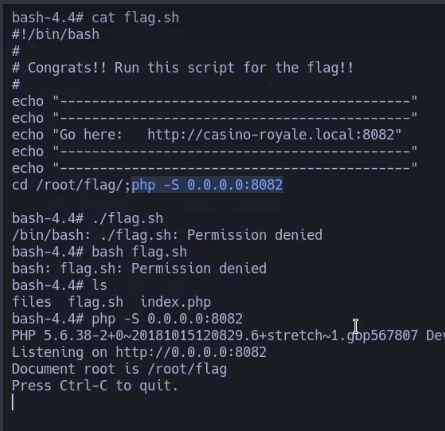 bash-4.4# cat flag.sh
#!/bin/bash
#
# Congrats!! Run this script for the flag!!
#
echo "--------------------------------------------"
echo "--------------------------------------------"
echo "Go here:   http://casino-royale.local:8082"
echo "--------------------------------------------"
echo "--------------------------------------------"
cd /root/flag/;php -S 0.0.0.0:8082
bash-4.4# ./flag.sh
/bin/bash: ./flag.sh: Permission denied
bash-4.4# bash flag.sh
bash: flag.sh: Permission denied
bash-4.4# ls
files  flag.sh  index.php
bash-4.4# php -S 0.0.0.0:8082
PHP 5.6.38-2+0~20181015120829.6+stretch~1.gbp567807 Dev
Listening on http://0.0.0.0:8082
Document root is /root/flag
Press Ctrl-C to quit.